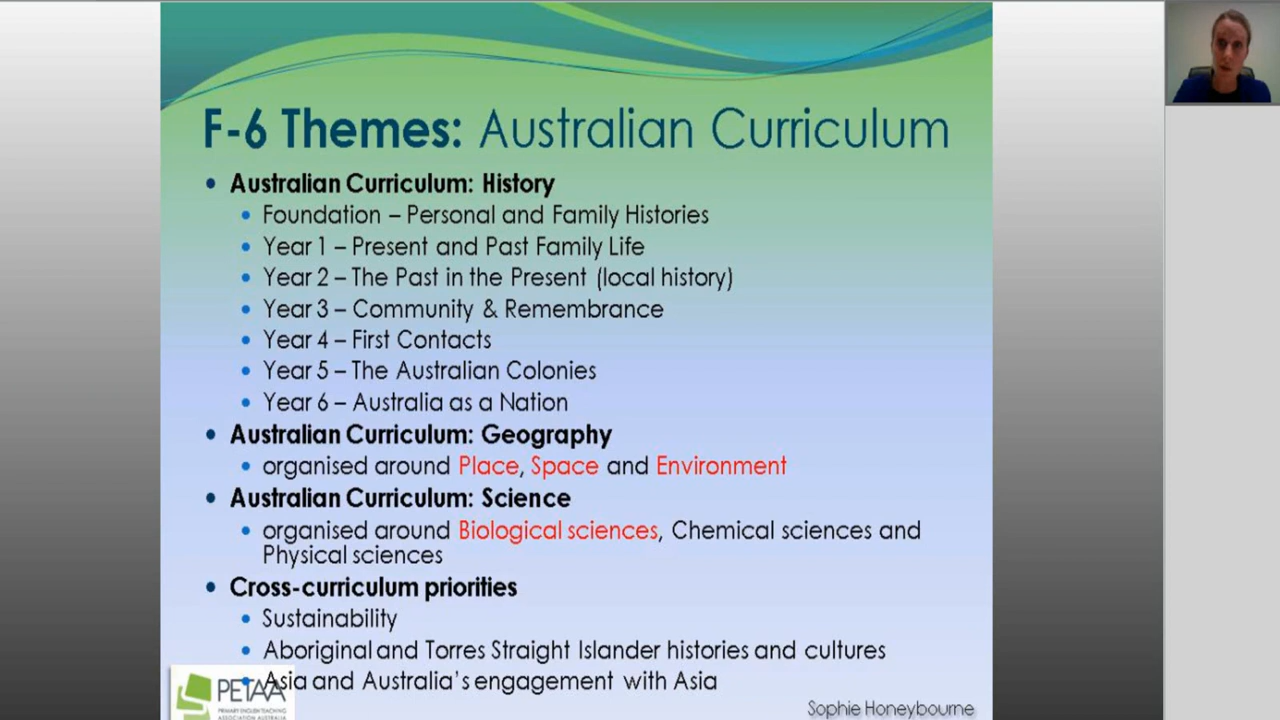 F-6 Themes: Australian Curriculum
Australian Curriculum: History
Foundation – Personal and Family Histories
Year 1 – Present and Past Family Life
Year 2 – The Past in the Present (local history)
Year 3 – Community & Remembrance
Year 4 – First Contacts
Year 5 – The Australian Colonies
Year 6 – Australia as a Nation
Australian Curriculum: Geography
organised around Place, Space and Environment
Australian Curriculum: Science
organised around Biological sciences, Chemical sciences and
Physical sciences
Cross-curriculum priorities
Sustainability
Aboriginal and Torres Straight Islander histories and cultures
Asia and Australia's engagement with Asia
PETAA
PRIMARY ENGLISH TEACHING
ASSOCIATION AUSTRALIA
Sophie Honeybourne